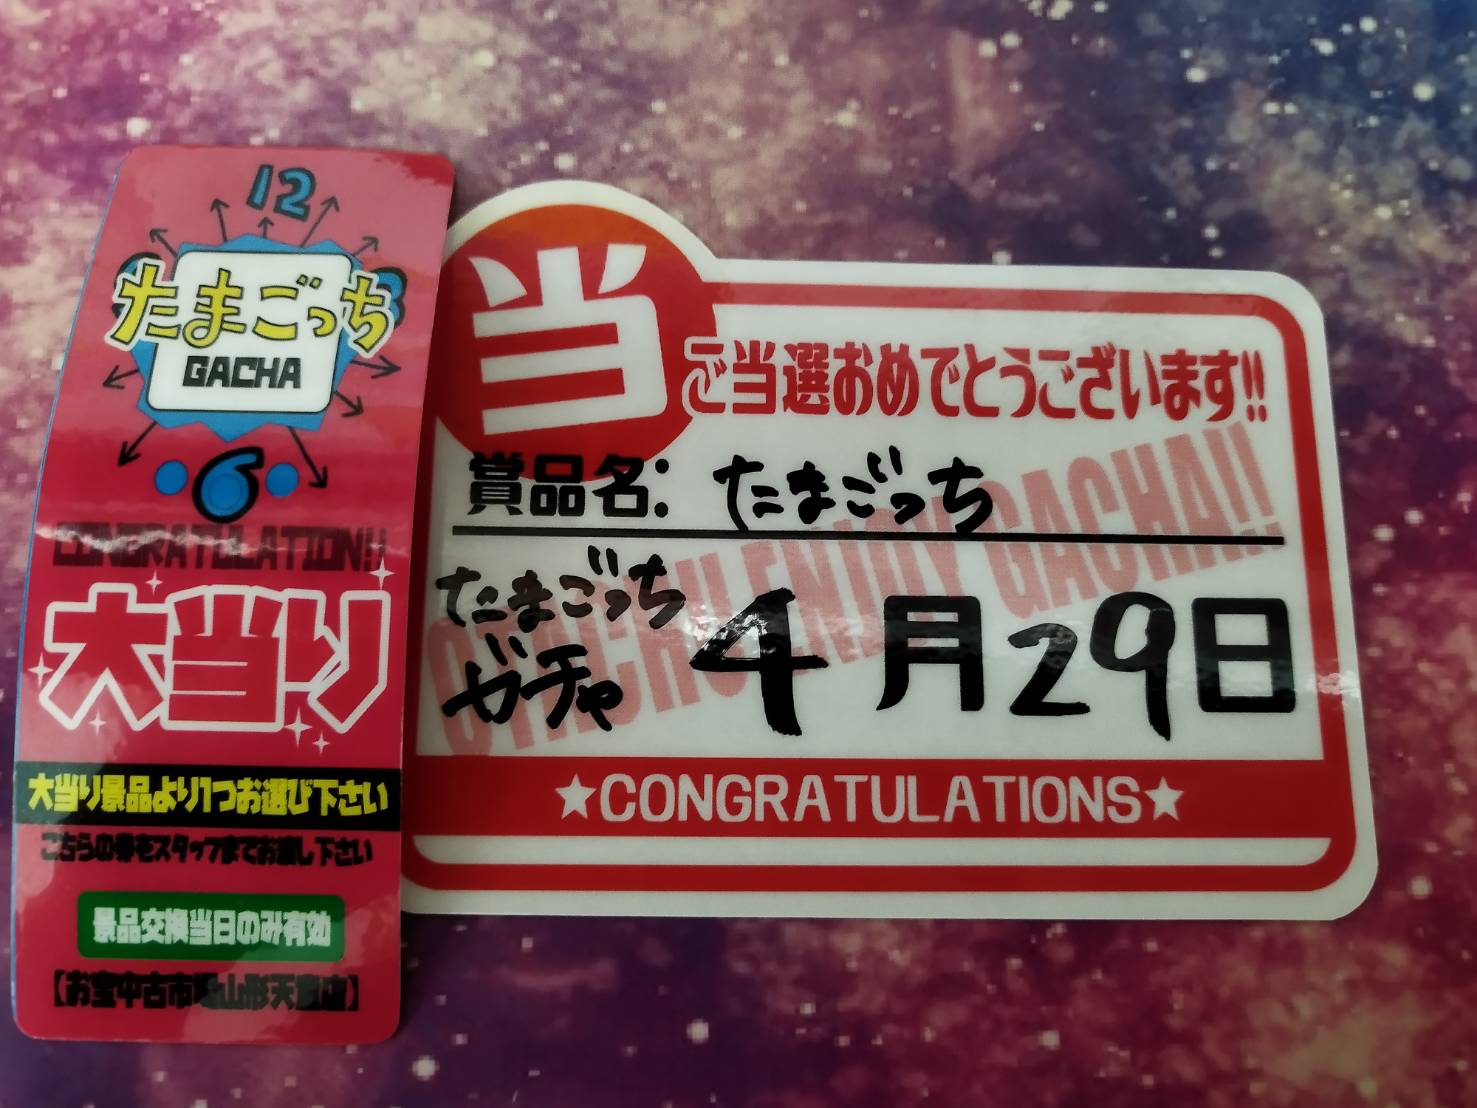 12
たまごっち
GACHA
6
CONGRATULATION!!
大当り
大当り景品より1つお選び下さい
こちらの券をスタッフまでお渡し下さい
景品交換当日のみ有効
【お宝中古市場山形天童店】
当
ご当選おめでとうございます!!
賞品名: たまごっち
たまごっち
ガチャ
4月29日
ENJOY GACHA!!
★CONGRATULATIONS★